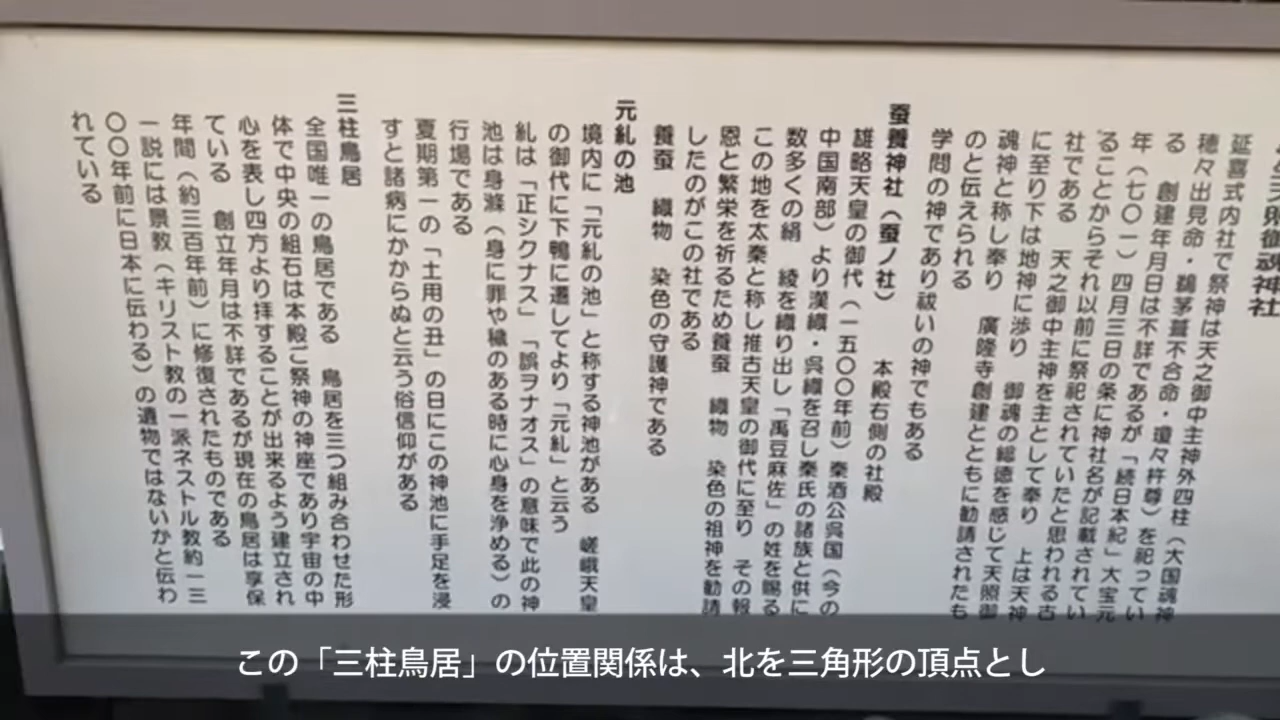 天照御魂神社
延喜式内社で祭神は天之御中主神外四柱（大国魂神
穂々出見命・鵜茅葺不合命・瓊々杵尊）を祀ってい
る　創建年月日は不詳であるが「続日本紀」大宝元
年（七〇一）四月三日の条に神社名が記載されてい
ることからそれ以前に祭祀されていたと思われる古
社である　天之御中主神を主として奉り　上は天神
に至り下は地神に渉り　御魂の総徳を感じて天照御
魂神と称し奉り　廣隆寺創建とともに勧請されたも
のと伝えられる
学問の神であり祓いの神でもある
蚕養神社（蚕ノ社）　本殿右側の社殿
雄略天皇の御代（一五〇〇年前）秦酒公呉国（今の
中国南部）より漢織・呉織を召し秦氏の諸族と供に
数多くの絹　綾を織り出し「禹豆麻佐」の姓を賜る
この地を太秦と称し推古天皇の御代に至り　その報
恩と繁栄を祈るため養蚕　織物　染色の祖神を勧請
したのがこの社である
養蚕　織物　染色の守護神である
元糺の池
境内に「元糺の池」と称する神池がある　嵯峨天皇
の御代に下鴨に遷してより「元糺」と云う
糺は「正シクナス」「誤ヲナオス」の意味で此の神
池は身滌（身に罪や穢のある時に心身を浄める）の
行場である
夏期第一の「土用の丑」の日にこの神池に手足を浸
すと諸病にかからぬと云う俗信仰がある
三柱鳥居
全国唯一の鳥居である　鳥居を三つ組み合わせた形
体で中央の組石は本殿ご祭神の神座であり宇宙の中
心を表し四方より拝することが出来るよう建立され
ている　創立年月は不詳であるが現在の鳥居は享保
年間（約三百年前）に修復されたものである
一説には景教（キリスト教の一派ネストル教約一三
〇〇年前に日本に伝わる）の遺物ではないかと伝わ
れている
この「三柱鳥居」の位置関係は、北を三角形の頂点とし